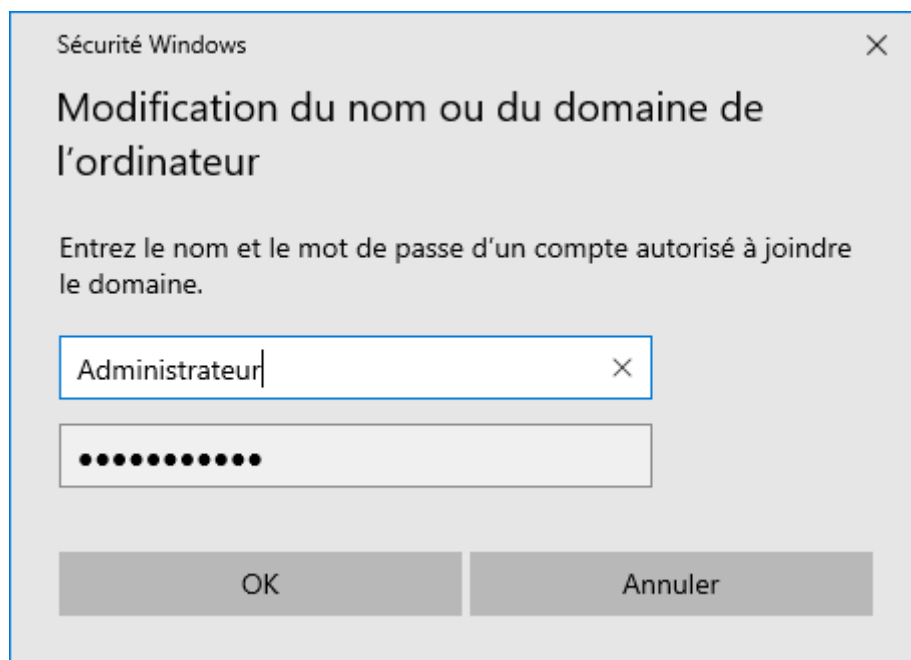 Sécurité Windows
Modification du nom ou du domaine de
l’ordinateur
Entrez le nom et le mot de passe d’un compte autorisé à joindre
le domaine.
Administrateur
●●●●●●●●●●●
OK Annuler